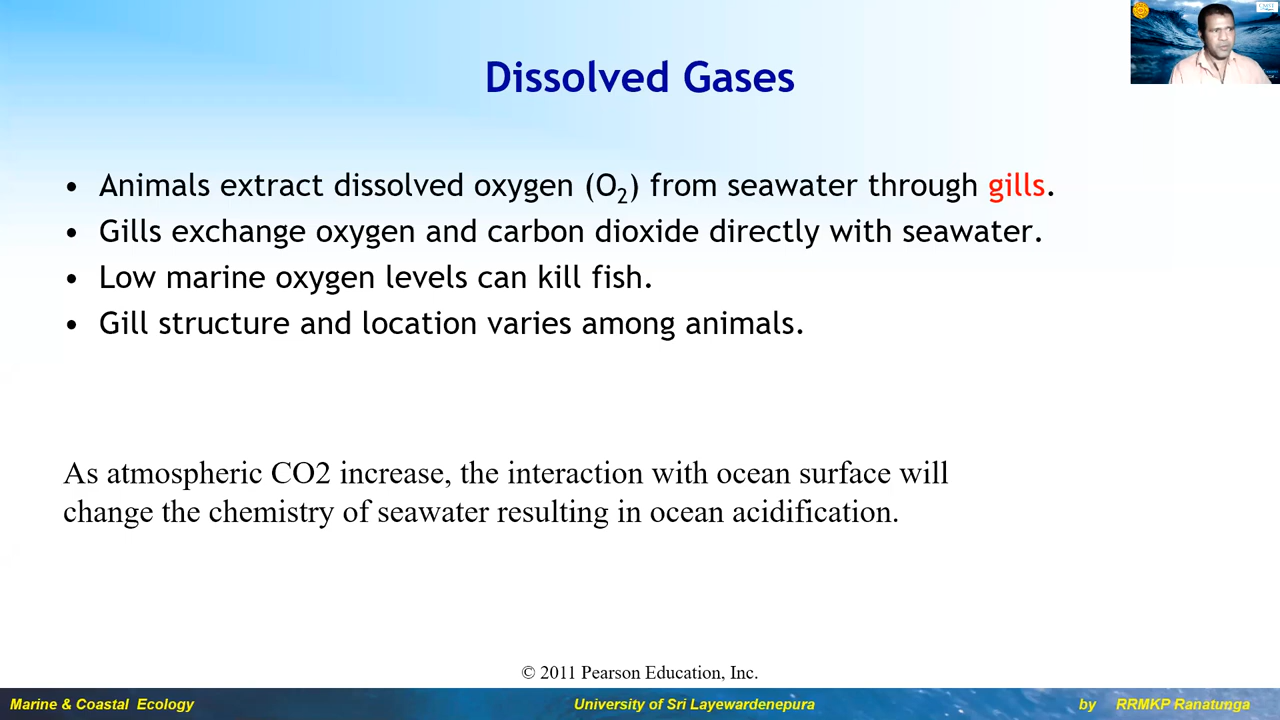 Dissolved Gases
• Animals extract dissolved oxygen (O2) from seawater through gills.
• Gills exchange oxygen and carbon dioxide directly with seawater.
• Low marine oxygen levels can kill fish.
• Gill structure and location varies among animals.
As atmospheric CO2 increase, the interaction with ocean surface will
change the chemistry of seawater resulting in ocean acidification.
© 2011 Pearson Education, Inc.
Marine & Coastal Ecology University of Sri Layewardenepura by RRMKP Ranatunga